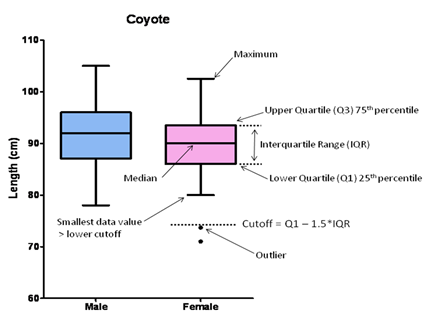 Coyote
110
100
90
80
70
60
Length (cm)
Male
Female
Maximum
Upper Quartile (Q3) 75th percentile
Interquartile Range (IQR)
Lower Quartile (Q1) 25th percentile
Median
Smallest data value
> lower cutoff
Cutoff = Q1 – 1.5*IQR
Outlier